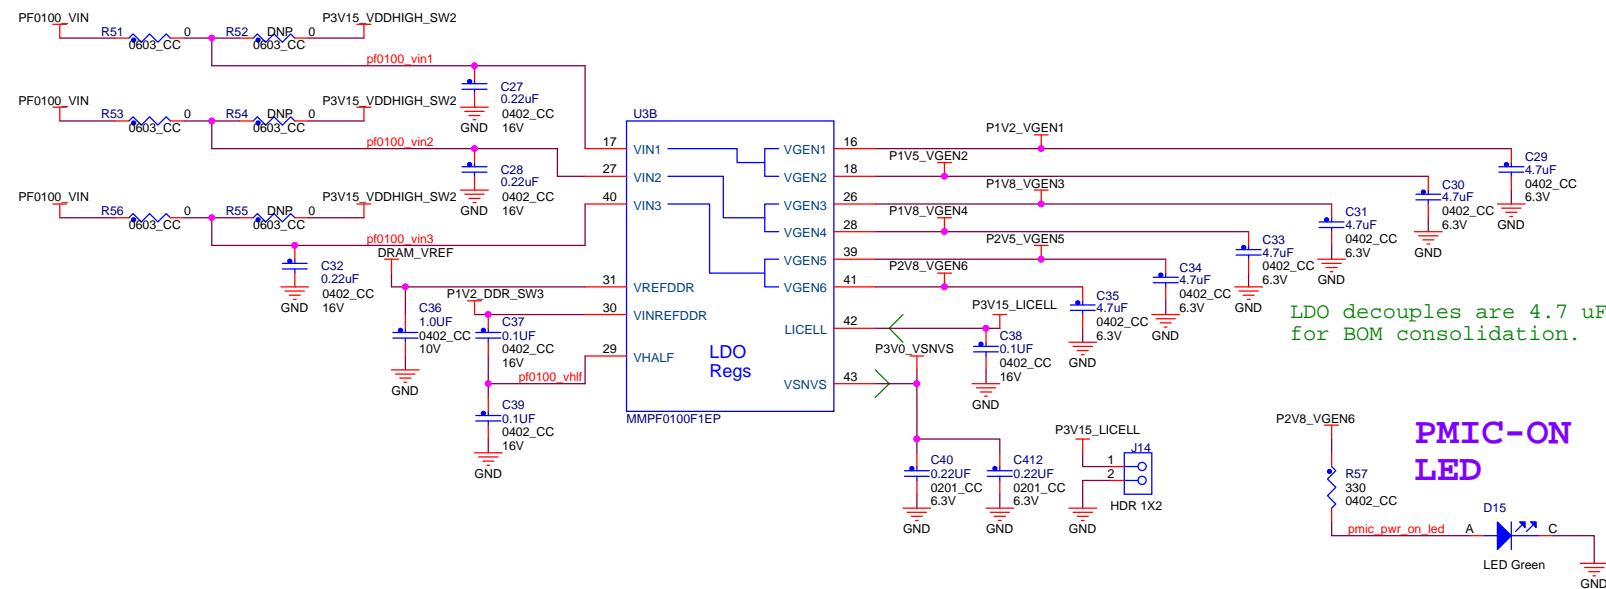 PF0100_VIN
P3V15_VDDHIGH_SW2
R51
0
R52
DNP
0
0603_CC
0603_CC
pf0100_vin1
C27
0.22uF
0402_CC
16V
GND
PF0100_VIN
P3V15_VDDHIGH_SW2
R53
0
R54
DNP
0
0603_CC
0603_CC
pf0100_vin2
C28
0.22uF
0402_CC
16V
GND
PF0100_VIN
P3V15_VDDHIGH_SW2
R56
0
R55
DNP
0
0603_CC
0603_CC
pf0100_vin3
C32
0.22uF
0402_CC
16V
GND
DRAM_VREF
C36
1.0UF
0402_CC
10V
GND
P1V2_DDR_SW3
C37
0.1UF
0402_CC
16V
pf0100_vhlf
C39
0.1UF
0402_CC
16V
GND
U3B
17
VIN1
27
VIN2
40
VIN3
31
VREFDDR
30
VINREFDDR
29
VHALF
LDO
Regs
MMPF0100F1EP
VGEN1
16
VGEN2
18
VGEN3
26
VGEN4
28
VGEN5
39
VGEN6
41
LICELL
42
VSNVS
43
P1V2_VGEN1
P1V5_VGEN2
P1V8_VGEN3
P1V8_VGEN4
P2V5_VGEN5
P2V8_VGEN6
C29
4.7uF
0402_CC
6.3V
GND
C30
4.7uF
0402_CC
6.3V
GND
C31
4.7uF
0402_CC
6.3V
GND
C33
4.7uF
0402_CC
6.3V
GND
C34
4.7uF
0402_CC
6.3V
GND
C35
4.7uF
0402_CC
6.3V
GND
P3V15_LICELL
C38
0.1UF
0402_CC
16V
GND
P3V0_VSNVS
C40
0.22UF
0201_CC
6.3V
GND
C412
0.22UF
0201_CC
6.3V
GND
P3V15_LICELL
J14
1
2
HDR 1X2
GND
LDO decouples are 4.7 uF
for BOM consolidation.
P2V8_VGEN6
PMIC-ON
LED
R57
330
0402_CC
pmic_pwr_on_led
D15
A
C
LED Green
GND